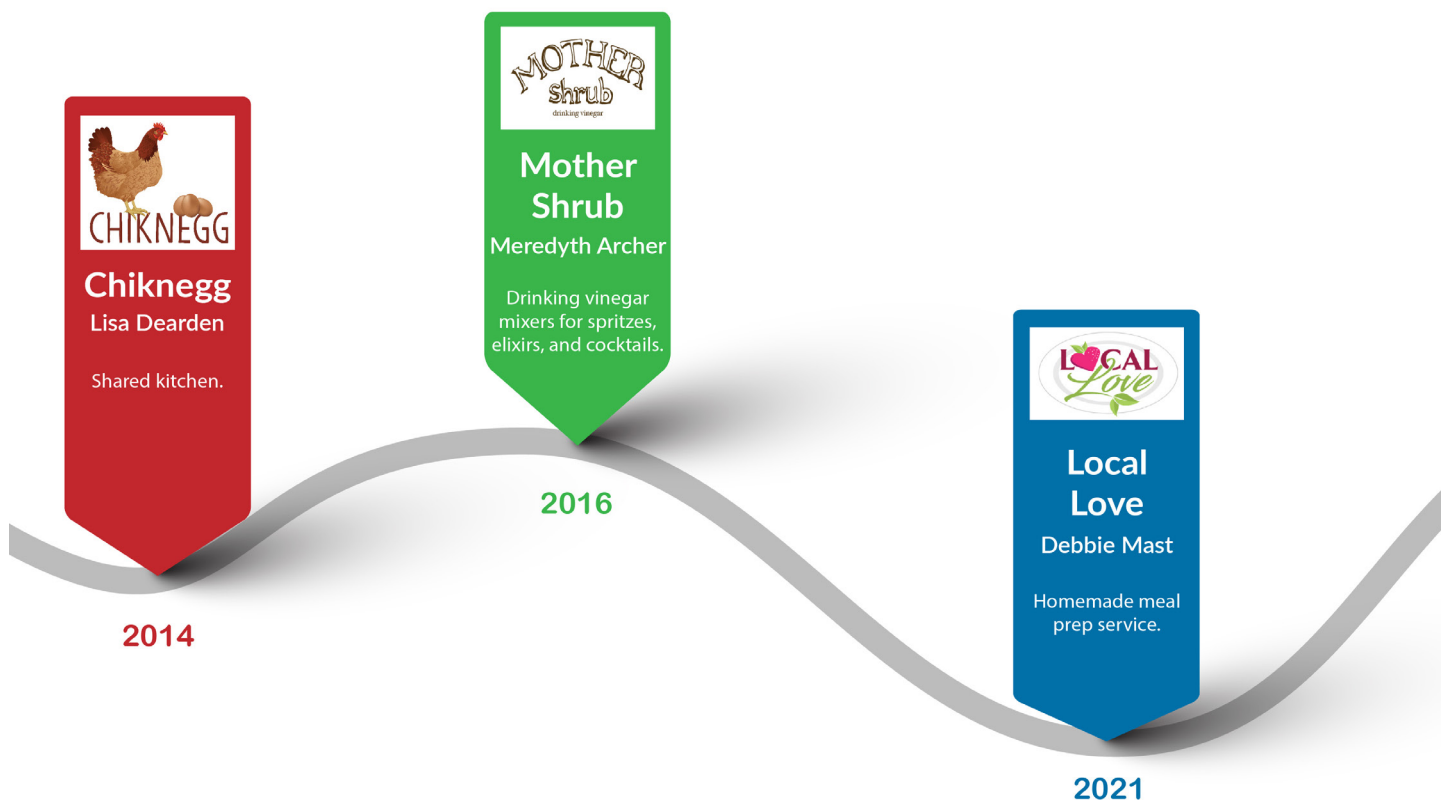 CHIKNEGG
Chiknegg
Lisa Dearden
Shared kitchen.
2014
MOTHER
shrub
drinking vinegar
Mother
Shrub
Meredyth Archer
Drinking vinegar
mixers for spritzes,
elixirs, and cocktails.
2016
LOCAL
Love
Local
Love
Debbie Mast
Homemade meal
prep service.
2021